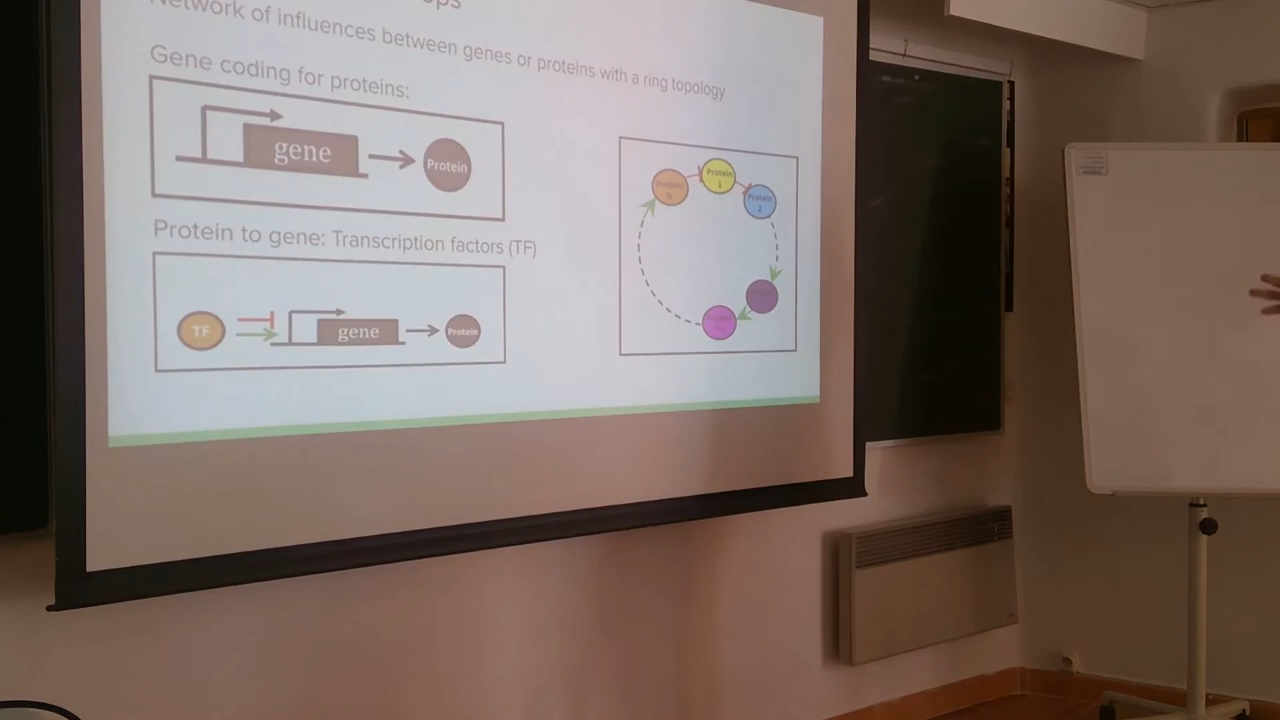 of influences between genes or proteins with a ring topology
Gene coding for proteins:
gene
Protein
Protein
1
Protein
2
Protein to gene: Transcription factors (TF)
TF
gene
Protein